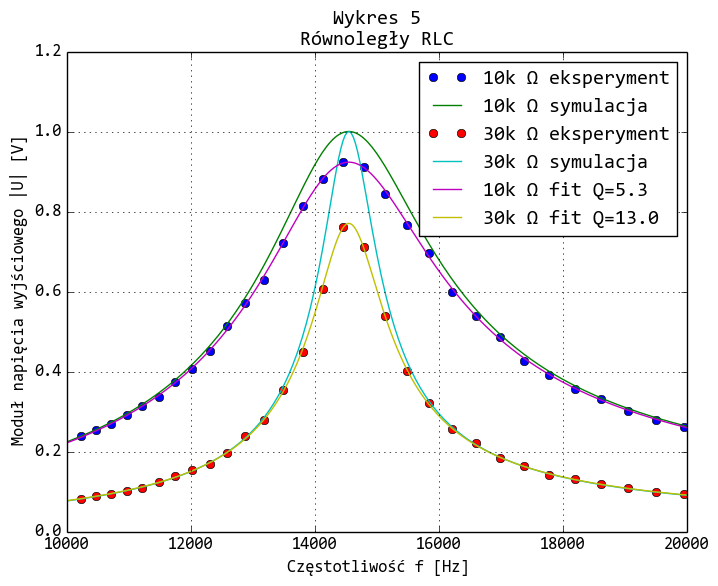 Wykres 5
Równoległy RLC
1.2
1.0
0.8
0.6
0.4
0.2
0.0
Moduł napięcia wyjściowego |U| [V]
10k Ω eksperyment
10k Ω symulacja
30k Ω eksperyment
30k Ω symulacja
10k Ω fit Q=5.3
30k Ω fit Q=13.0
10000 12000 14000 16000 18000 20000
Częstotliwość f [Hz]